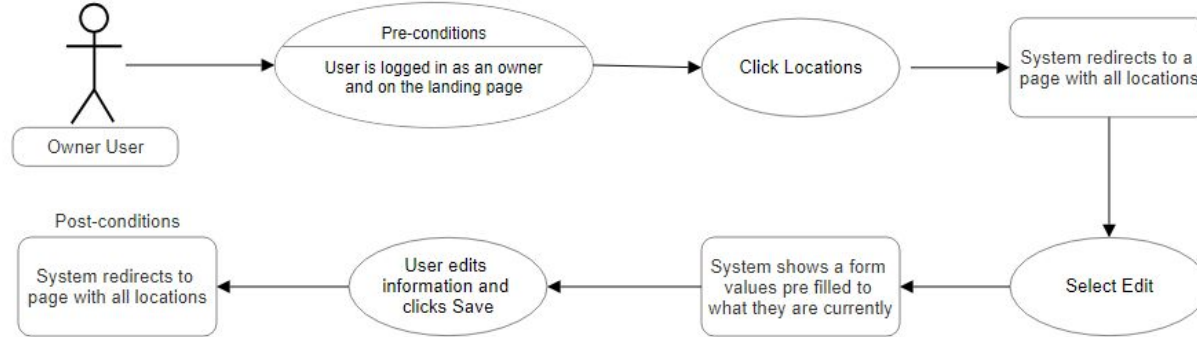 Pre-conditions
User is logged in as an owner
and on the landing page
Click Locations
System redirects to a
page with all locations
Owner User
Post-conditions
System redirects to
page with all locations
User edits
information and
clicks Save
System shows a form
values pre filled to
what they are currently
Select Edit